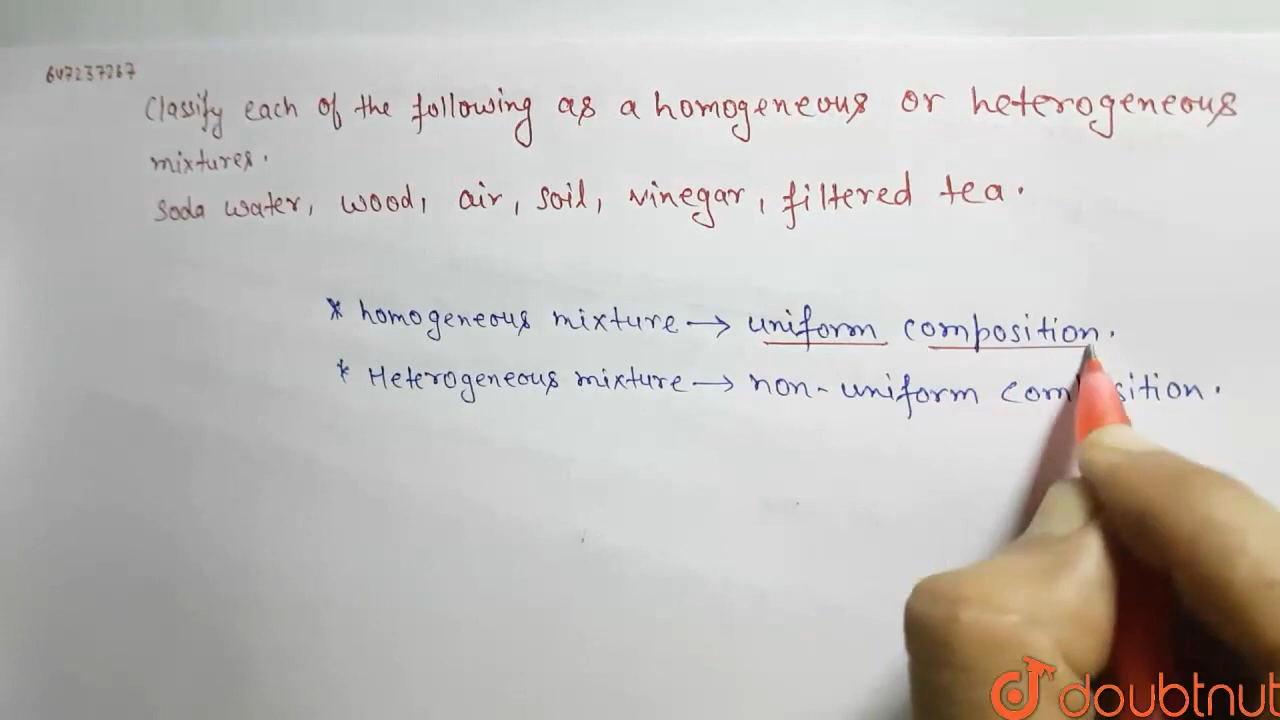 647237267
Classify each of the following as a homogeneous or heterogeneous
mixtures.
Soda water, wood, air, soil, vinegar, filtered tea.
* homogeneous mixture → uniform composition.
* Heterogeneous mixture → non-uniform composition.
doubtnut